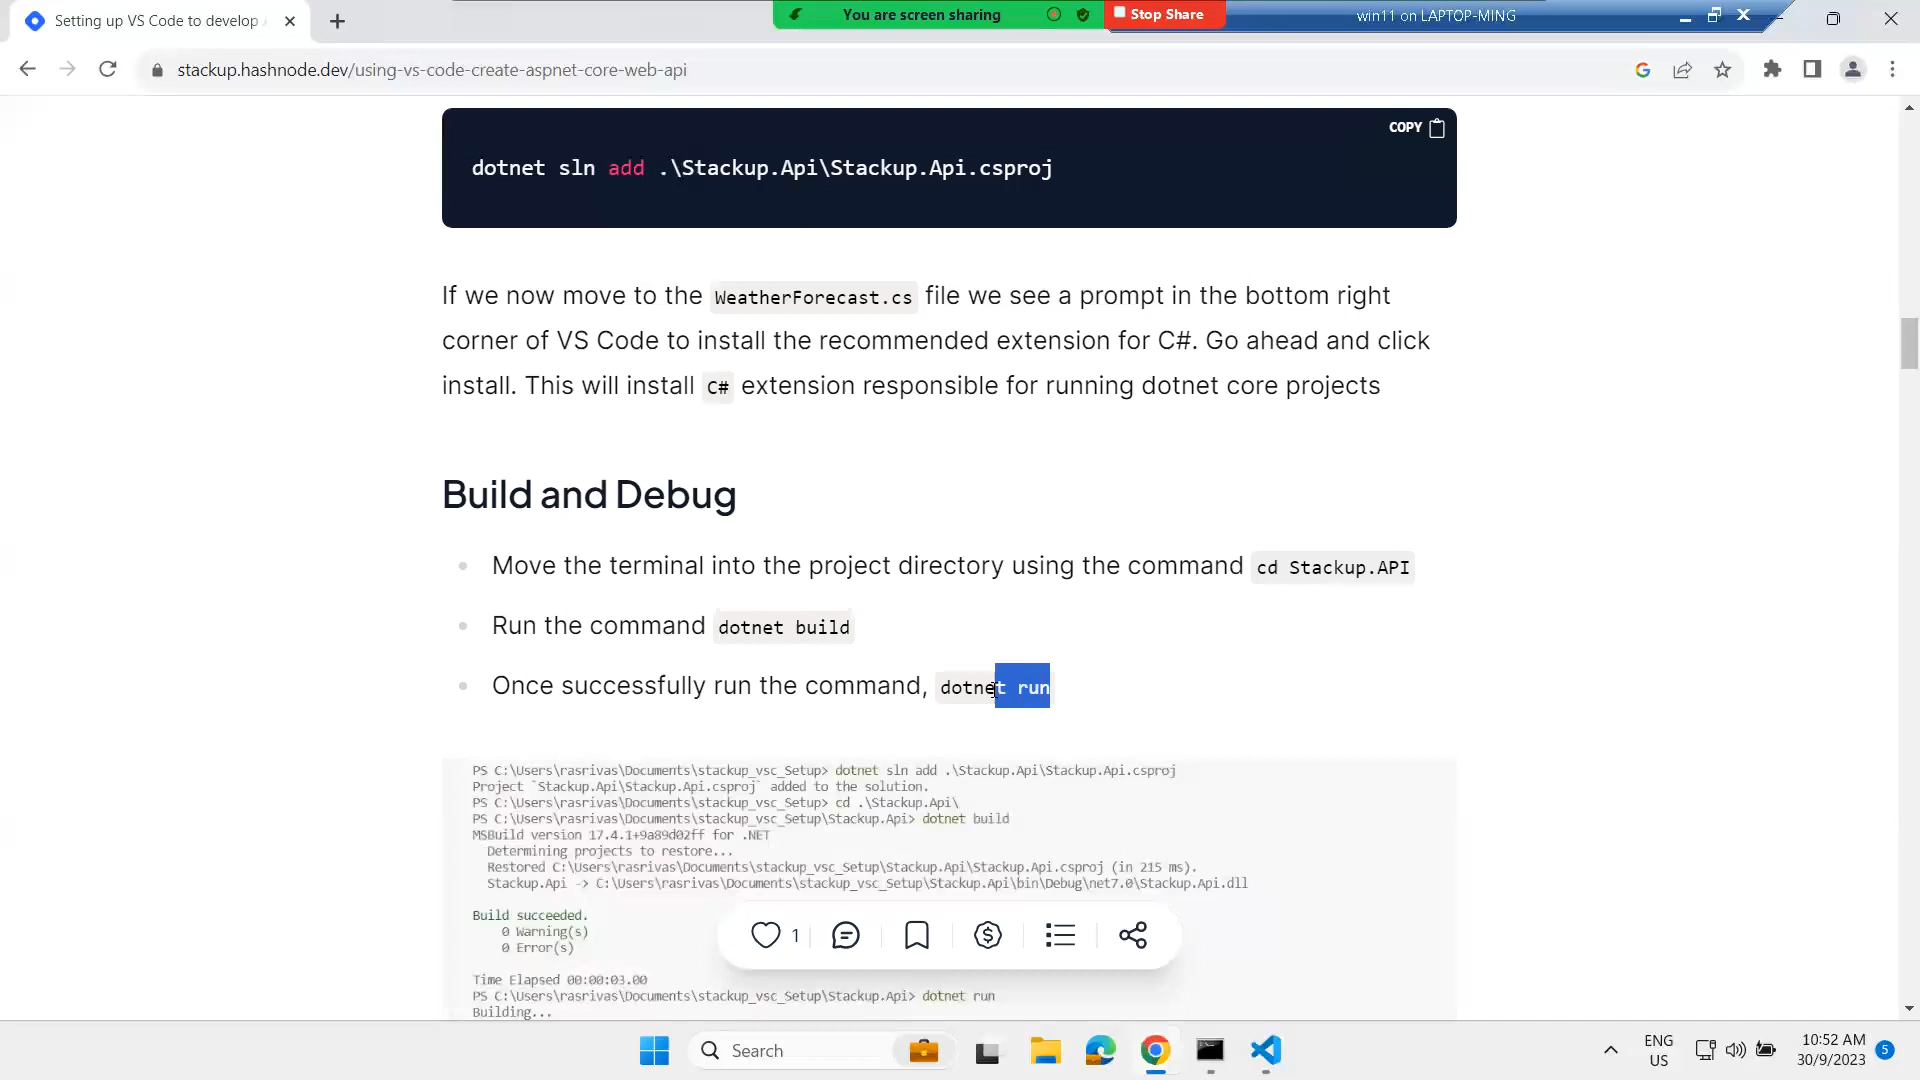 Setting up VS Code to develop
You are screen sharing
Stop Share
win11 on LAPTOP-MING
stackup.hashnode.dev/using-vs-code-create-aspnet-core-web-api
COPY
dotnet sln add .\Stackup.Api\Stackup.Api.csproj
If we now move to the WeatherForecast.cs file we see a prompt in the bottom right
corner of VS Code to install the recommended extension for C#. Go ahead and click
install. This will install C# extension responsible for running dotnet core projects
Build and Debug
Move the terminal into the project directory using the command cd Stackup.API
Run the command dotnet build
Once successfully run the command, dotnet run
PS C:\Users\rasrivas\Documents\stackup_vsc_Setup> dotnet sln add .\Stackup.Api\Stackup.Api.csproj
Project `Stackup.Api\Stackup.Api.csproj` added to the solution.
PS C:\Users\rasrivas\Documents\stackup_vsc_Setup> cd .\Stackup.Api\
PS C:\Users\rasrivas\Documents\stackup_vsc_Setup\Stackup.Api> dotnet build
MSBuild version 17.4.1+9a89d02ff for .NET
Determining projects to restore...
Restored C:\Users\rasrivas\Documents\stackup_vsc_Setup\Stackup.Api\Stackup.Api.csproj (in 215 ms).
Stackup.Api -> C:\Users\rasrivas\Documents\stackup_vsc_Setup\Stackup.Api\bin\Debug\net7.0\Stackup.Api.dll
Build succeeded.
0 Warning(s)
0 Error(s)
1
Time Elapsed 00:00:03.00
PS C:\Users\rasrivas\Documents\stackup_vsc_Setup\Stackup.Api> dotnet run
Building...
Search
ENG
US
10:52 AM
30/9/2023
5